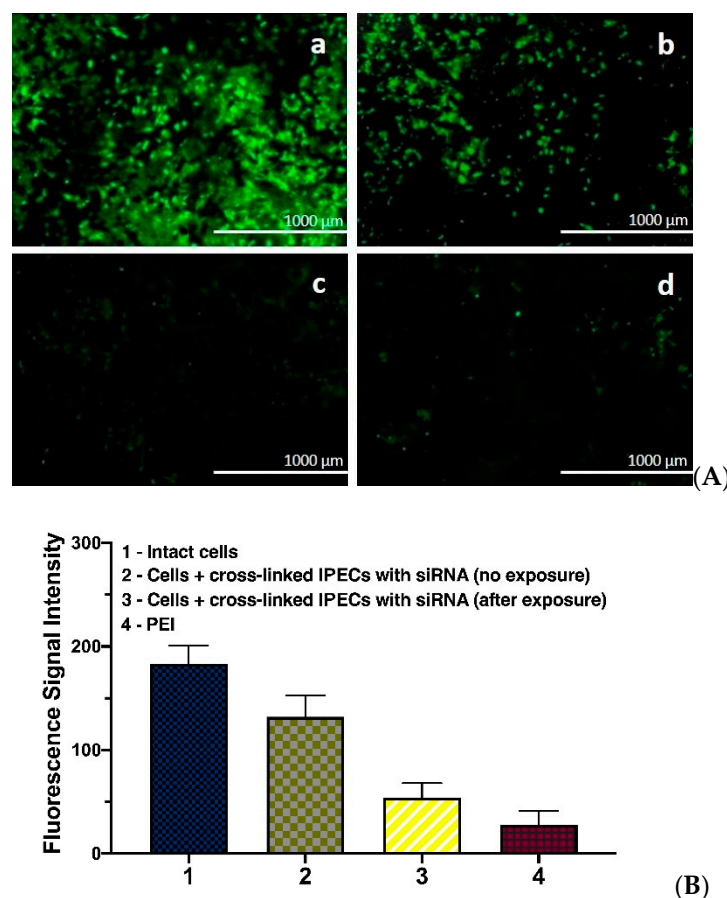 a
b
1000 µm
1000 µm
c
d
1000 µm
1000 µm
(A)
Fluorescence Signal Intensity
300
200
100
0
1 - Intact cells
2 - Cells + cross-linked IPECs with siRNA (no exposure)
3 - Cells + cross-linked IPECs with siRNA (after exposure)
4 - PEI
1 2 3 4
(B)